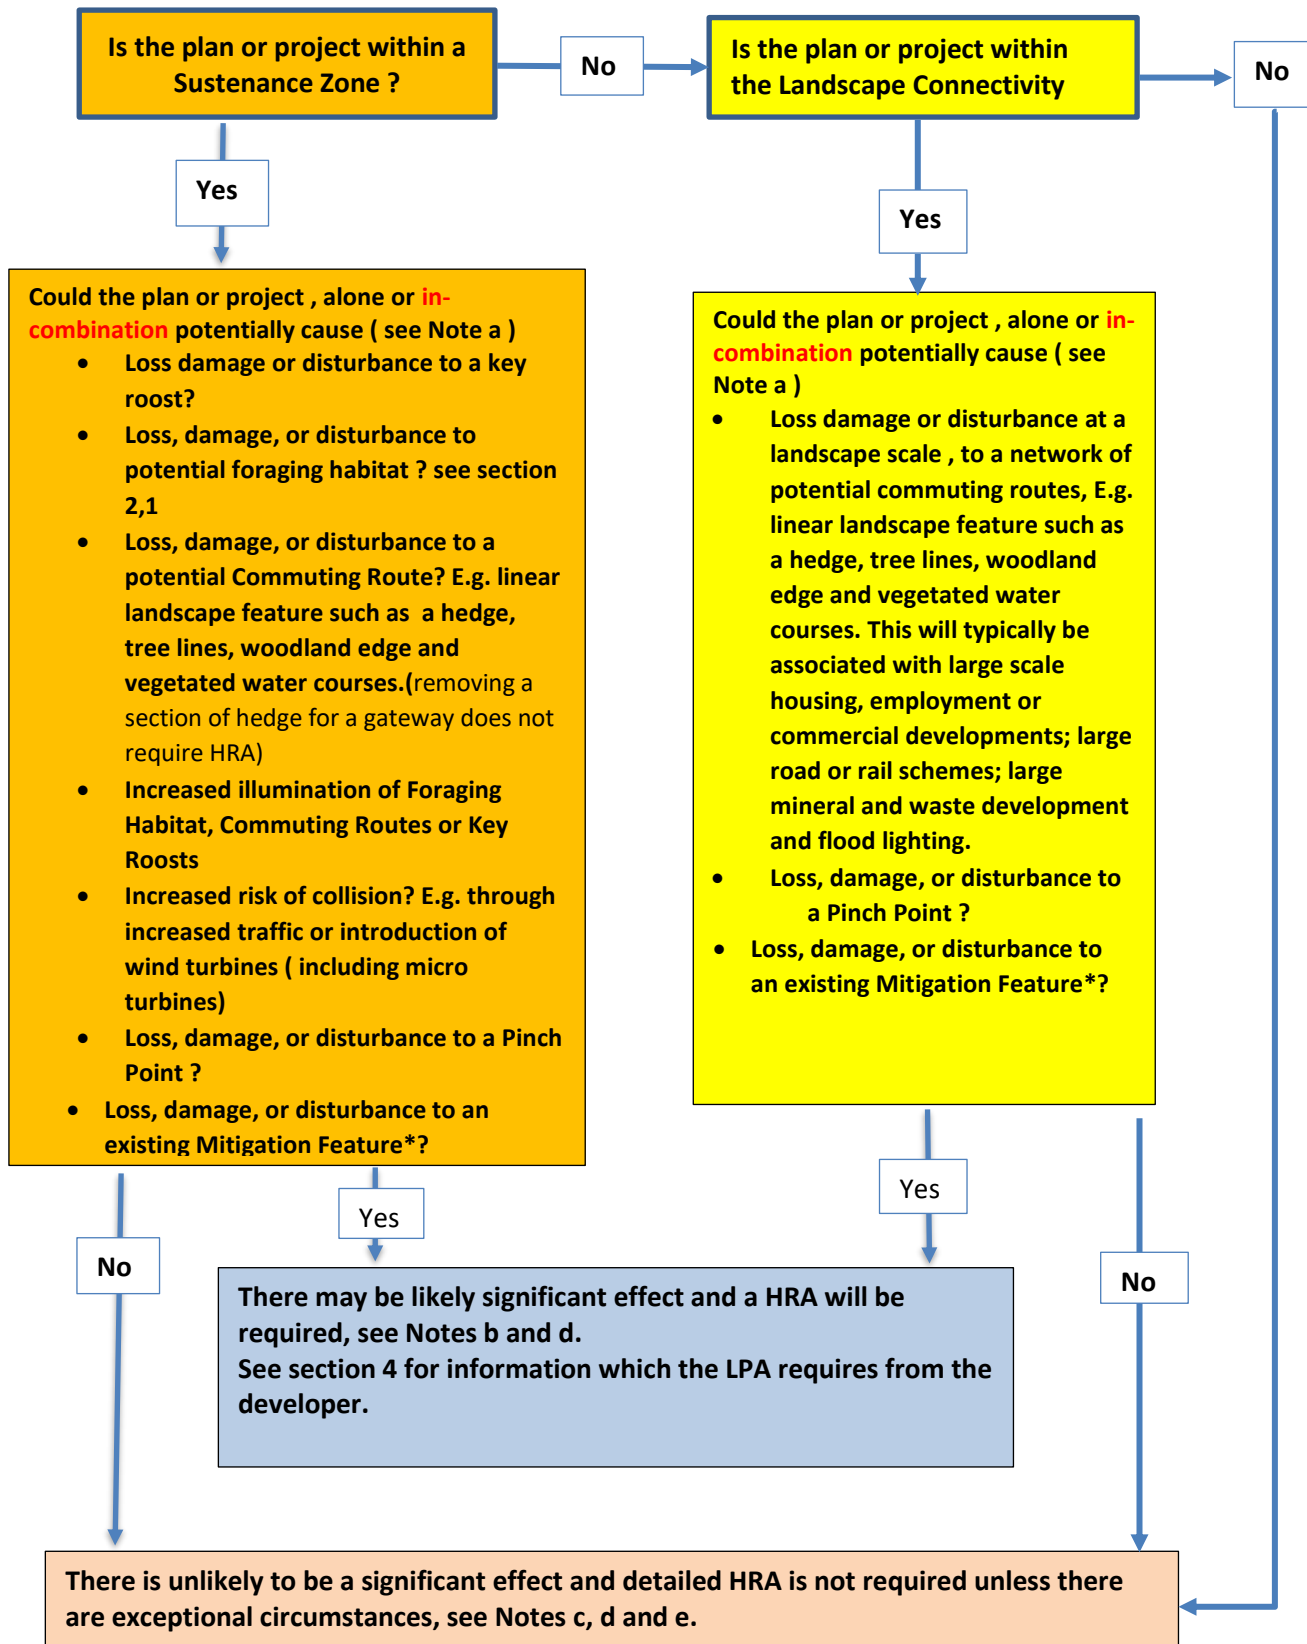 Is the plan or project within a
Sustenance Zone ?
No
Is the plan or project within
the Landscape Connectivity
No
Yes
Yes
Could the plan or project , alone or in-
combination potentially cause ( see Note a )
• Loss damage or disturbance to a key
roost?
• Loss, damage, or disturbance to
potential foraging habitat ? see section
2,1
• Loss, damage, or disturbance to a
potential Commuting Route? E.g. linear
landscape feature such as a hedge,
tree lines, woodland edge and
vegetated water courses.(removing a
section of hedge for a gateway does not
require HRA)
• Increased illumination of Foraging
Habitat, Commuting Routes or Key
Roosts
• Increased risk of collision? E.g. through
increased traffic or introduction of
wind turbines ( including micro
turbines)
• Loss, damage, or disturbance to a Pinch
Point ?
• Loss, damage, or disturbance to an
existing Mitigation Feature*?
Could the plan or project , alone or in-
combination potentially cause ( see
Note a )
• Loss damage or disturbance at a
landscape scale , to a network of
potential commuting routes, E.g.
linear landscape feature such as
a hedge, tree lines, woodland
edge and vegetated water
courses. This will typically be
associated with large scale
housing, employment or
commercial developments; large
road or rail schemes; large
mineral and waste development
and flood lighting.
• Loss, damage, or disturbance to
a Pinch Point ?
• Loss, damage, or disturbance to
an existing Mitigation Feature*?
No
Yes
Yes
No
There may be likely significant effect and a HRA will be
required, see Notes b and d.
See section 4 for information which the LPA requires from the
developer.
There is unlikely to be a significant effect and detailed HRA is not required unless there
are exceptional circumstances, see Notes c, d and e.